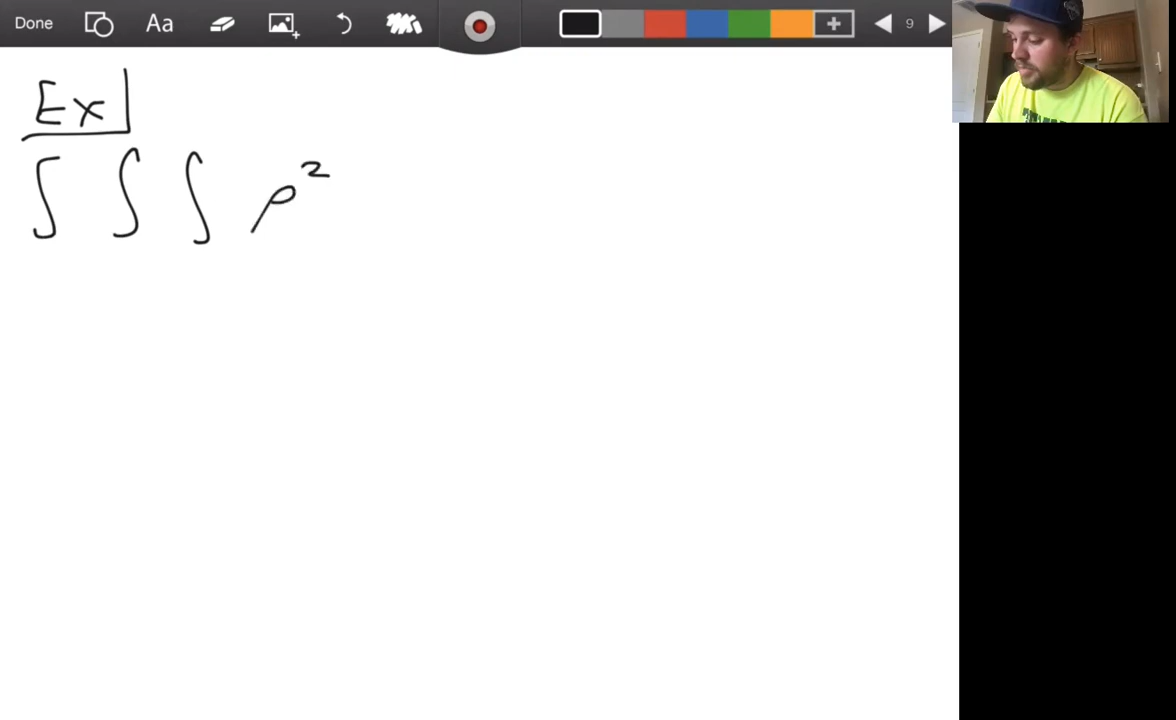 Done Aa 9
Ex
∫ ∫ ∫ ρ²